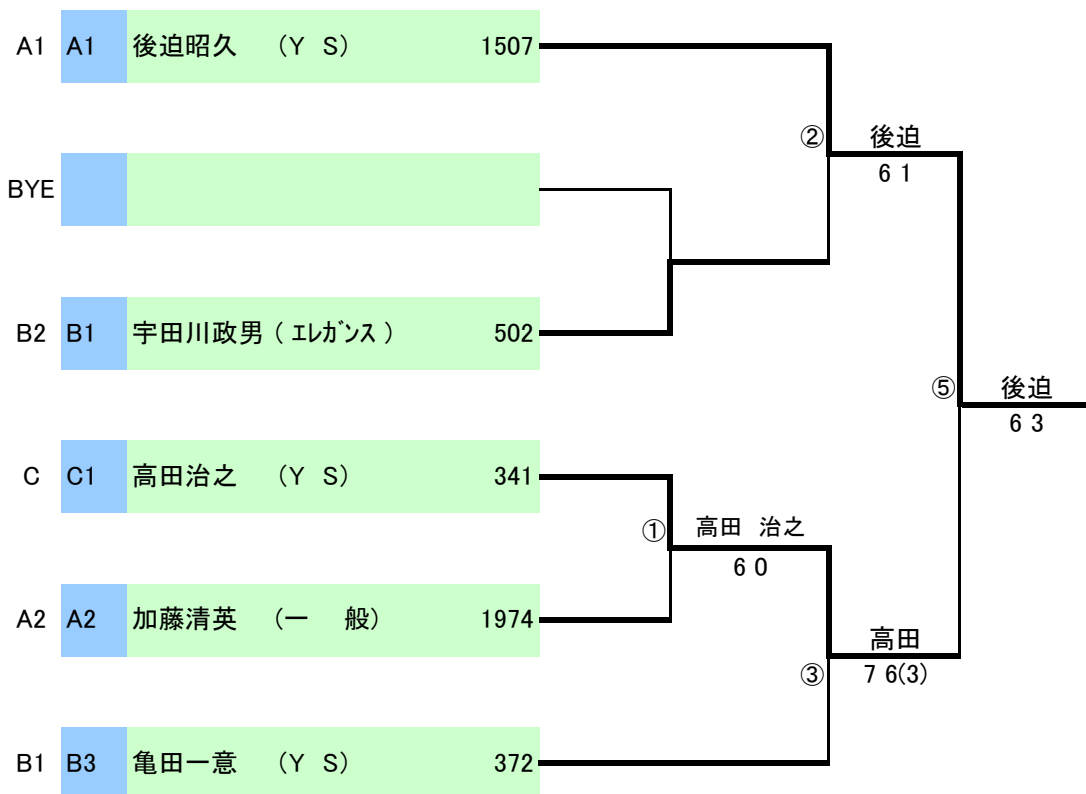 A1 A1 後迫昭久 (Y S) 1507
② 後迫
6 1
BYE
B2 B1 宇田川政男 ( ｴﾚｶﾞﾝｽ ) 502
⑤ 後迫
6 3
C C1 高田治之 (Y S) 341
① 高田 治之
6 0
A2 A2 加藤清英 (一 般) 1974
高田
③ 7 6(3)
B1 B3 亀田一意 (Y S) 372